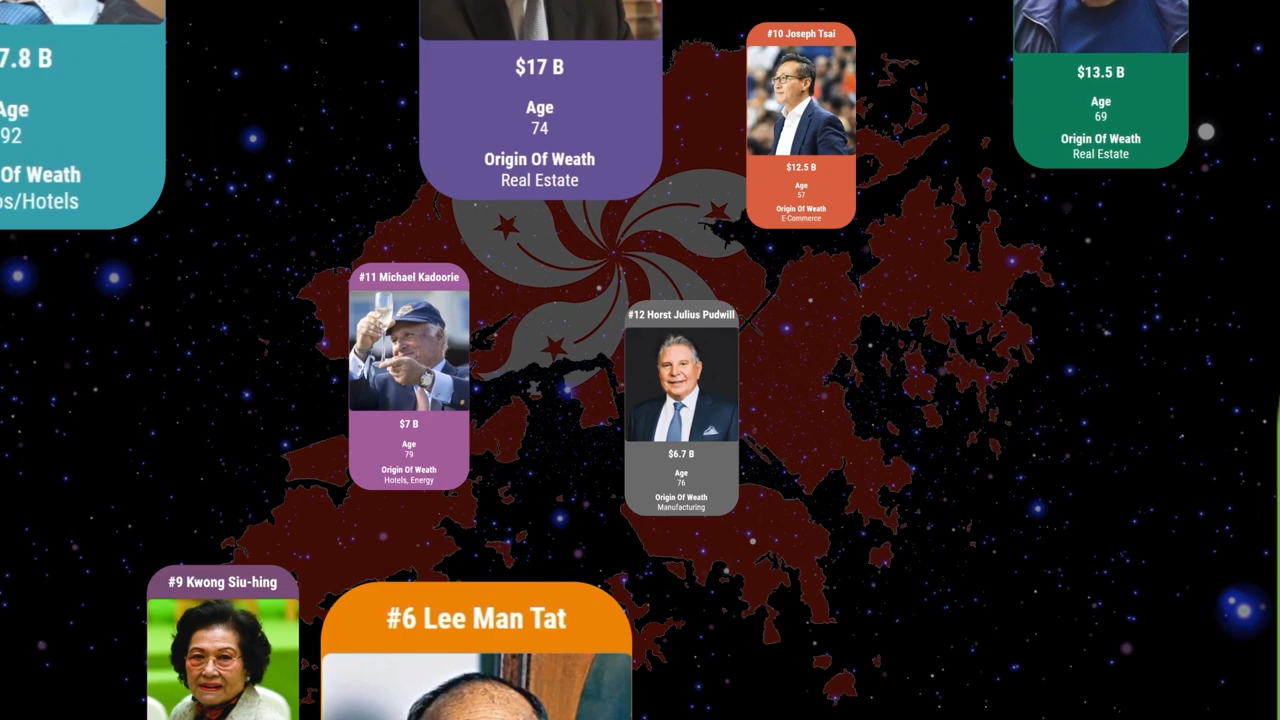 7.8 B
Age
92
Of Weath
os/Hotels
$17 B
Age
74
Origin Of Weath
Real Estate
#10 Joseph Tsai
$12.5 B
Age
57
Origin Of Weath
E-Commerce
$13.5 B
Age
69
Origin Of Weath
Real Estate
#11 Michael Kadoorie
$7 B
Age
79
Origin Of Weath
Hotels, Energy
#12 Horst Julius Pudwill
$6.7 B
Age
76
Origin Of Weath
Manufacturing
#9 Kwong Siu-hing
#6 Lee Man Tat